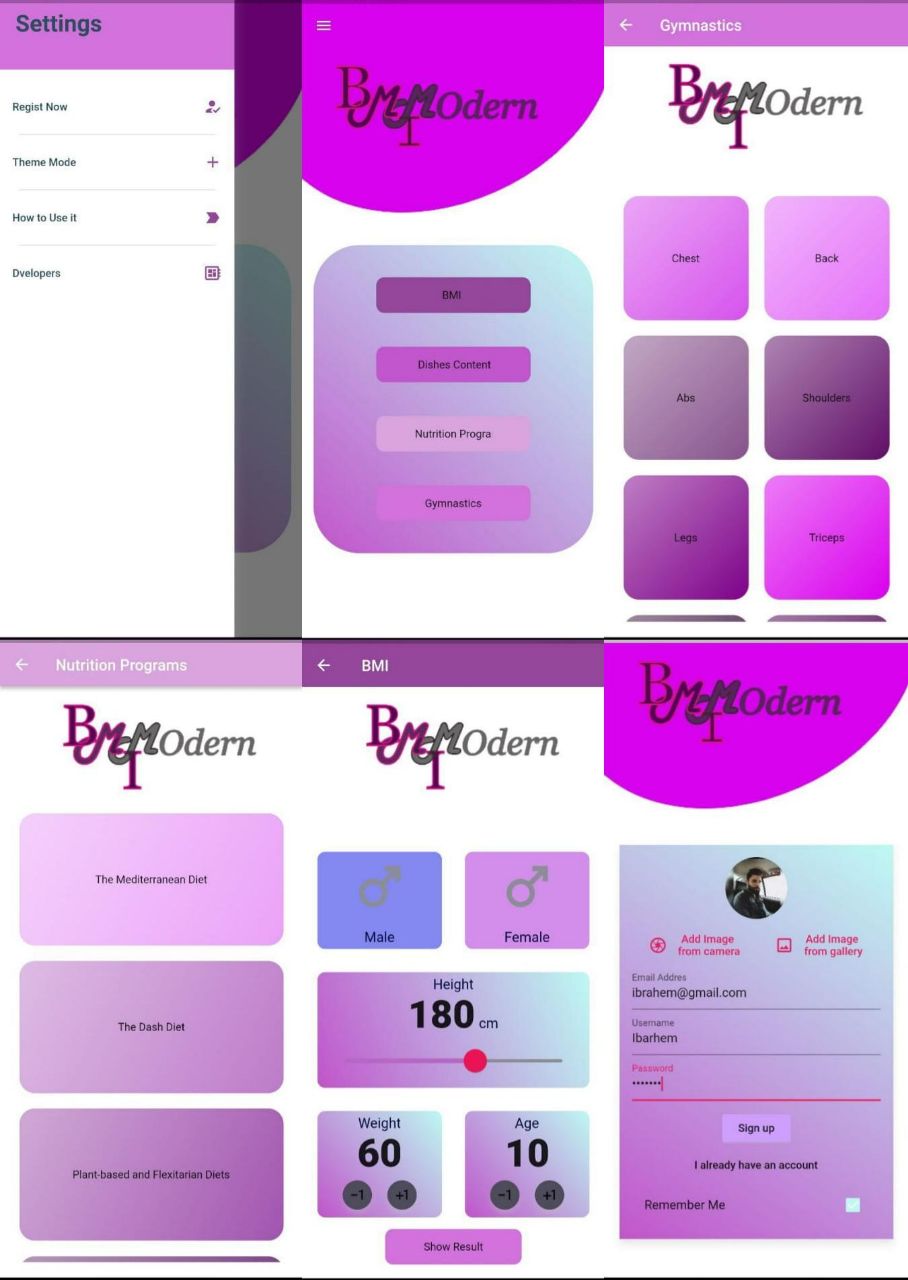 Settings
Regist Now
Theme Mode
How to Use it
Dvelopers
BMI MOdern
BMI
Dishes Content
Nutrition Progra
Gymnastics
Gymnastics
BMI MOdern
Chest
Back
Abs
Shoulders
Legs
Triceps
Nutrition Programs
BMI MOdern
The Mediterranean Diet
The Dash Diet
Plant-based and Flexitarian Diets
BMI
BMI MOdern
Male
Female
Height
180 cm
Weight
60
-1 +1
Age
10
-1 +1
Show Result
BMI MOdern
Add Image
from camera
Add Image
from gallery
Email Addres
ibrahem@gmail.com
Username
Ibarhem
Password
•••••••
Sign up
I already have an account
Remember Me